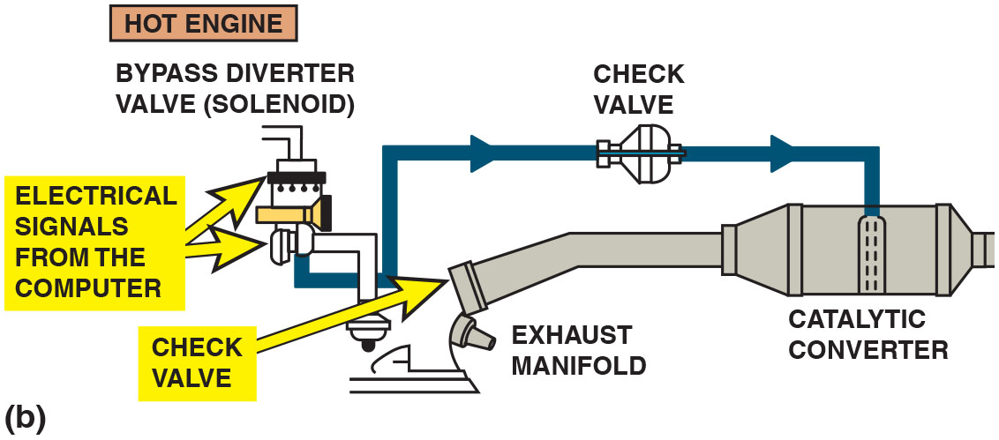 HOT ENGINE
BYPASS DIVERTER
VALVE (SOLENOID)
CHECK
VALVE
ELECTRICAL
SIGNALS
FROM THE
COMPUTER
CHECK
VALVE
EXHAUST
MANIFOLD
CATALYTIC
CONVERTER
(b)